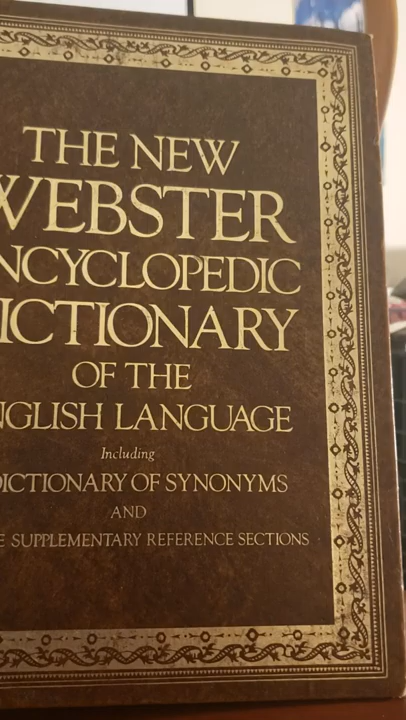 THE NEW
WEBSTER
NCYCLOPEDIC
ICTIONARY
OF THE
NGLISH LANGUAGE
Including
DICTIONARY OF SYNONYMS
AND
E SUPPLEMENTARY REFERENCE SECTIONS